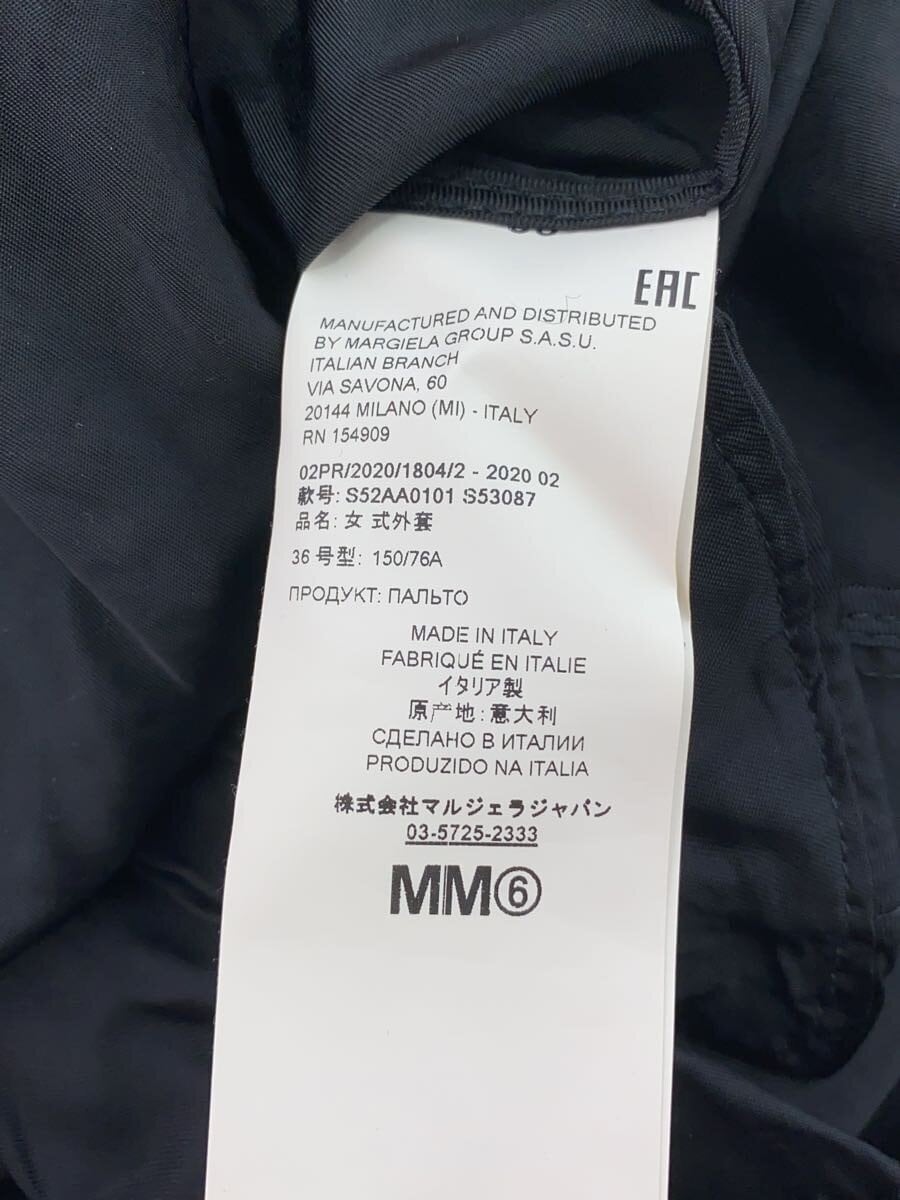 EAC
MANUFACTURED AND DISTRIBUTED
BY MARGIELA GROUP S.A.S.U.
ITALIAN BRANCH
VIA SAVONA, 60
20144 MILANO (MI) - ITALY
RN 154909
02PR/2020/1804/2 - 2020 02
款号: S52AA0101 S53087
品名: 女 式外套
36 号型: 150/76A
ПРОДУКТ: ПАЛЬТО
MADE IN ITALY
FABRIQUÉ EN ITALIE
イタリア製
原产地: 意大利
СДЕЛАНО В ИТАЛИИ
PRODUZIDO NA ITALIA
株式会社マルジェラジャパン
03-5725-2333
MM⑥